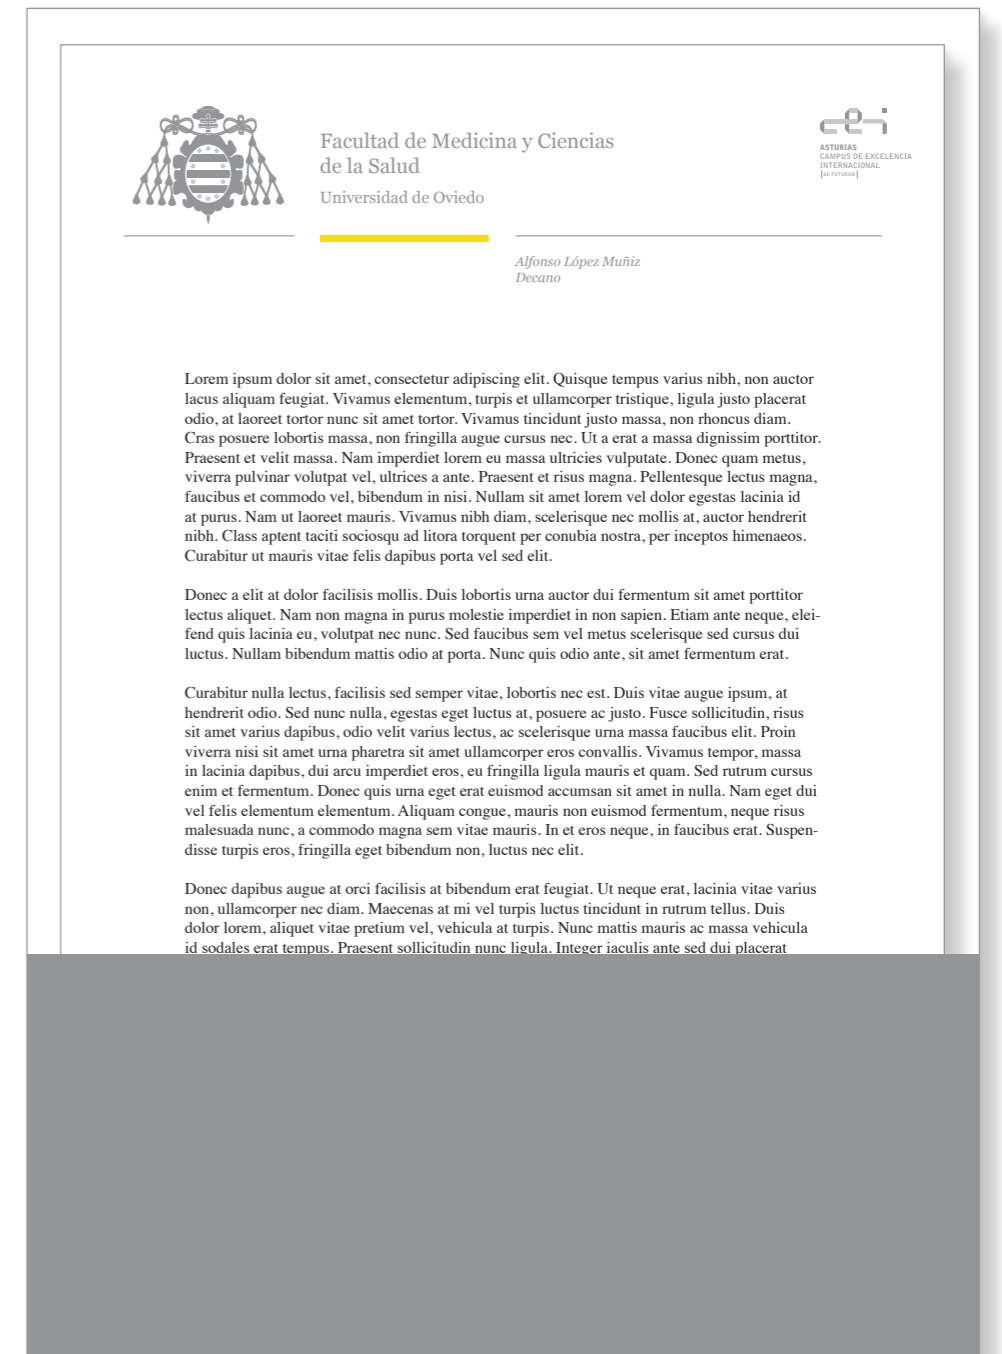 Facultad de Medicina y Ciencias
de la Salud
Universidad de Oviedo
ASTURIAS
CAMPUS DE EXCELENCIA
INTERNACIONAL
AD FUTURUM
Alfonso López Muñiz
Decano
Lorem ipsum dolor sit amet, consectetur adipiscing elit. Quisque tempus varius nibh, non auctor
lacus aliquam feugiat. Vivamus elementum, turpis et ullamcorper tristique, ligula justo placerat
odio, at laoreet tortor nunc sit amet tortor. Vivamus tincidunt justo massa, non rhoncus diam.
Cras posuere lobortis massa, non fringilla augue cursus nec. Ut a erat a massa dignissim porttitor.
Praesent et velit massa. Nam imperdiet lorem eu massa ultricies vulputate. Donec quam metus,
viverra pulvinar volutpat vel, ultrices a ante. Praesent et risus magna. Pellentesque lectus magna,
faucibus et commodo vel, bibendum in nisi. Nullam sit amet lorem vel dolor egestas lacinia id
at purus. Nam ut laoreet mauris. Vivamus nibh diam, scelerisque nec mollis at, auctor hendrerit
nibh. Class aptent taciti sociosqu ad litora torquent per conubia nostra, per inceptos himenaeos.
Curabitur ut mauris vitae felis dapibus porta vel sed elit.
Donec a elit at dolor facilisis mollis. Duis lobortis urna auctor dui fermentum sit amet porttitor
lectus aliquet. Nam non magna in purus molestie imperdiet in non sapien. Etiam ante neque, elei-
fend quis lacinia eu, volutpat nec nunc. Sed faucibus sem vel metus scelerisque sed cursus dui
luctus. Nullam bibendum mattis odio at porta. Nunc quis odio ante, sit amet fermentum erat.
Curabitur nulla lectus, facilisis sed semper vitae, lobortis nec est. Duis vitae augue ipsum, at
hendrerit odio. Sed nunc nulla, egestas eget luctus at, posuere ac justo. Fusce sollicitudin, risus
sit amet varius dapibus, odio velit varius lectus, ac scelerisque urna massa faucibus elit. Proin
viverra nisi sit amet urna pharetra sit amet ullamcorper eros convallis. Vivamus tempor, massa
in lacinia dapibus, dui arcu imperdiet eros, eu fringilla ligula mauris et quam. Sed rutrum cursus
enim et fermentum. Donec quis urna eget erat euismod accumsan sit amet in nulla. Nam eget dui
vel felis elementum elementum. Aliquam congue, mauris non euismod fermentum, neque risus
malesuada nunc, a commodo magna sem vitae mauris. In et eros neque, in faucibus erat. Suspen-
disse turpis eros, fringilla eget bibendum non, luctus nec elit.
Donec dapibus augue at orci facilisis at bibendum erat feugiat. Ut neque erat, lacinia vitae varius
non, ullamcorper nec diam. Maecenas at mi vel turpis luctus tincidunt in rutrum tellus. Duis
dolor lorem, aliquet vitae pretium vel, vehicula at turpis. Nunc mattis mauris ac massa vehicula
id sodales erat tempus. Praesent sollicitudin nunc ligula. Integer iaculis ante sed dui placerat